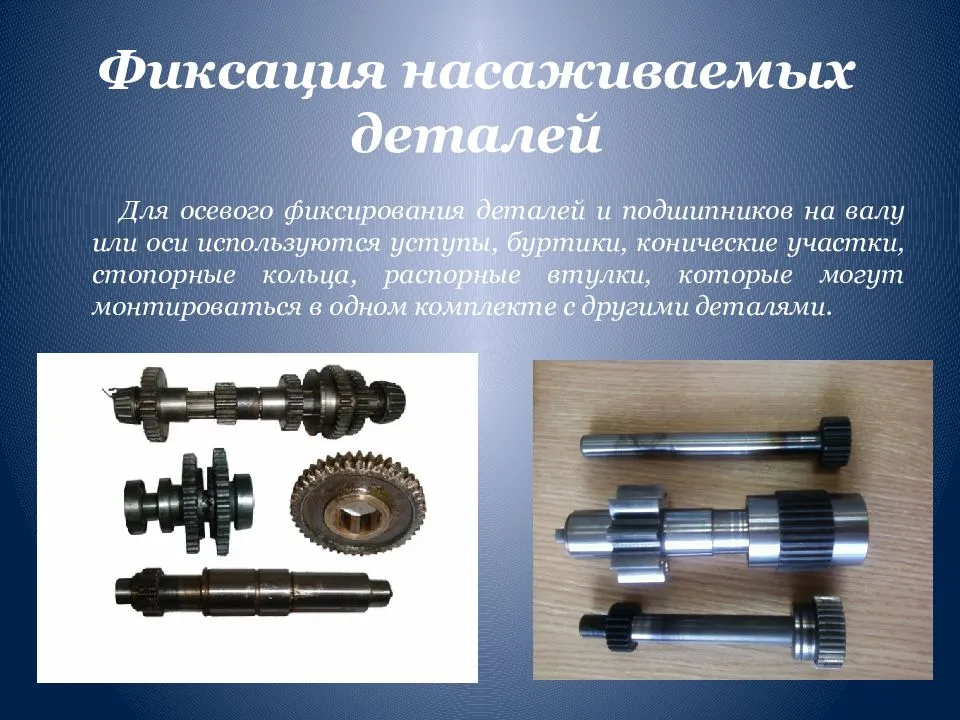 Фиксация насаживаемых
деталей
Для осевого фиксирования деталей и подшипников на валу
или оси используются уступы, буртики, конические участки,
стопорные кольца, распорные втулки, которые могут
монтироваться в одном комплекте с другими деталями.